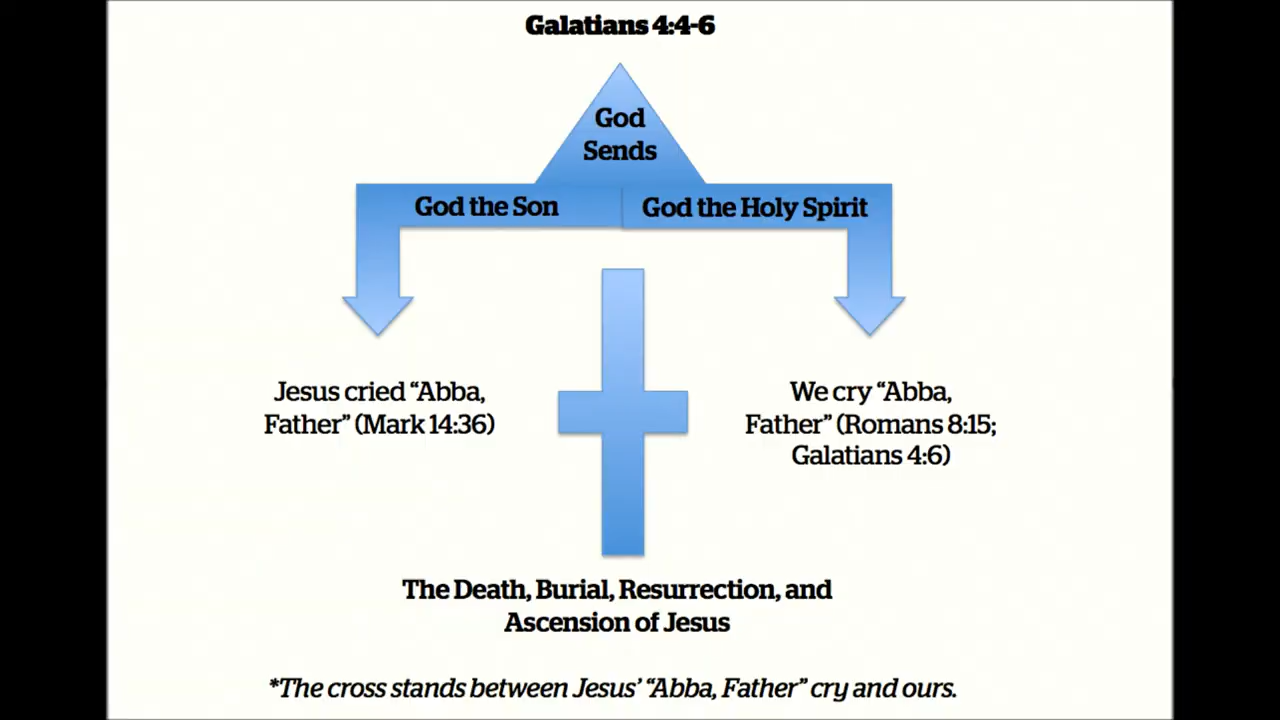 Galatians 4:4-6
God
Sends
God the Son
God the Holy Spirit
Jesus cried “Abba,
Father” (Mark 14:36)
We cry “Abba,
Father” (Romans 8:15;
Galatians 4:6)
The Death, Burial, Resurrection, and
Ascension of Jesus
*The cross stands between Jesus’ “Abba, Father” cry and ours.